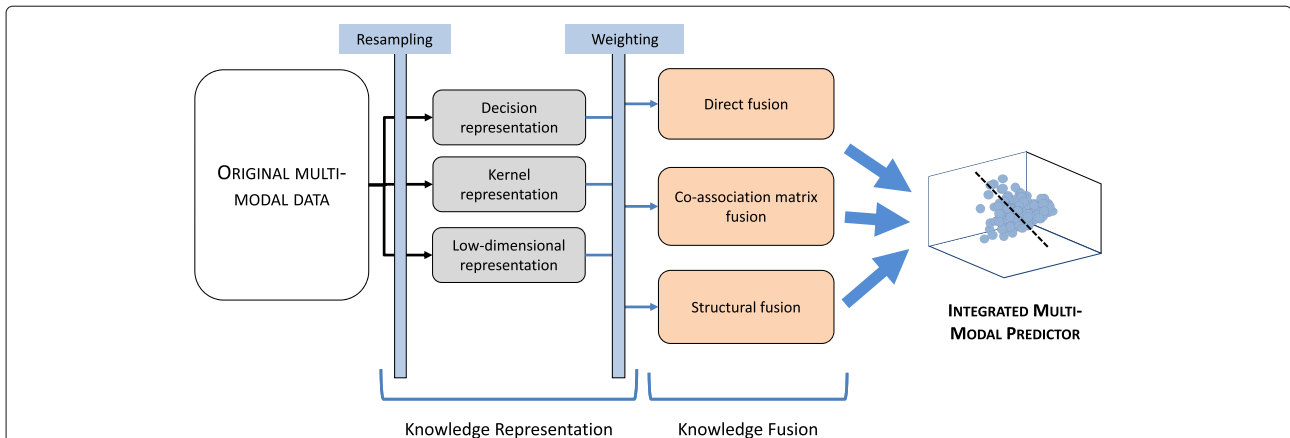 Resampling
Weighting
ORIGINAL MULTI-
MODAL DATA
Decision
representation
Kernel
representation
Low-dimensional
representation
Direct fusion
Co-association matrix
fusion
Structural fusion
INTEGRATED MULTI-
MODAL PREDICTOR
Knowledge Representation
Knowledge Fusion